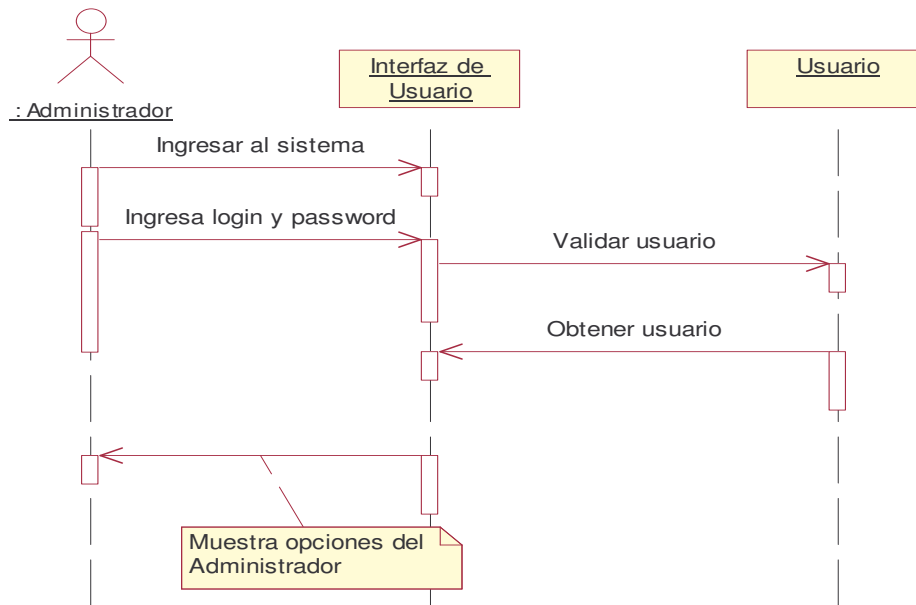 : Administrador
Interfaz de
Usuario
Usuario
Ingresar al sistema
Ingresa login y password
Validar usuario
Obtener usuario
Muestra opciones del
Administrador